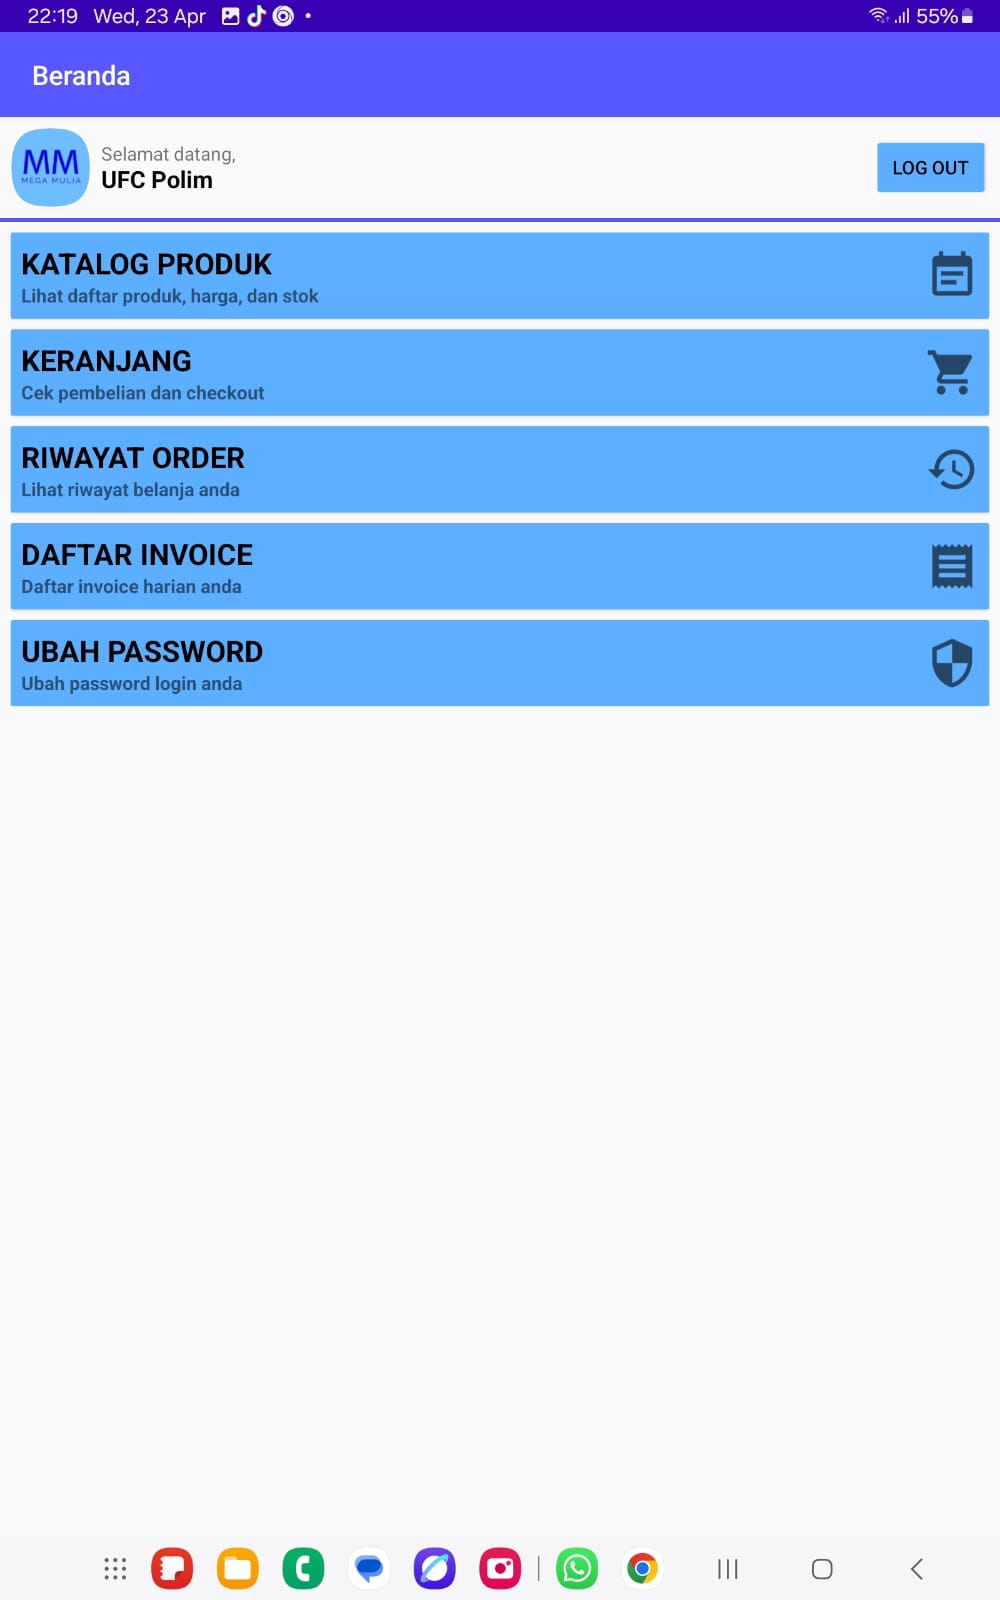 22:19 Wed, 23 Apr
55%
Beranda
MM
MEGA MULIA
Selamat datang,
UFC Polim
LOG OUT
KATALOG PRODUK
Lihat daftar produk, harga, dan stok
KERANJANG
Cek pembelian dan checkout
RIWAYAT ORDER
Lihat riwayat belanja anda
DAFTAR INVOICE
Daftar invoice harian anda
UBAH PASSWORD
Ubah password login anda